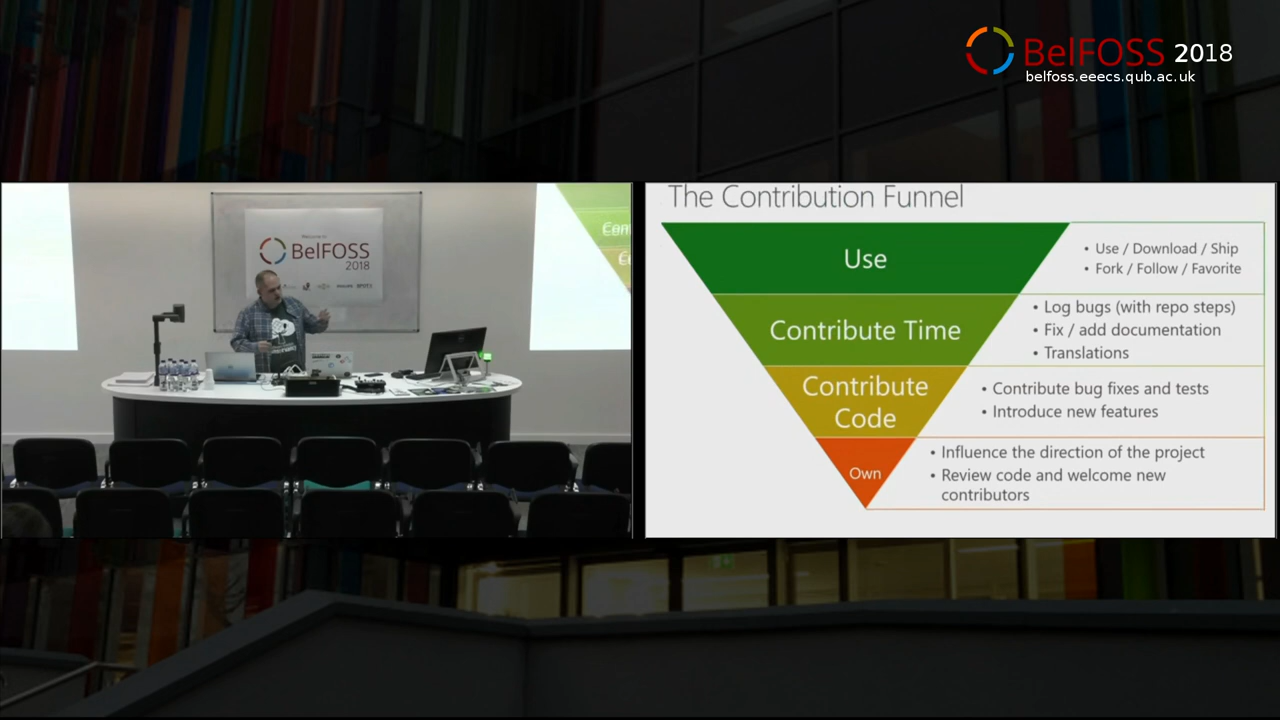 BelFOSS 2018
belfoss.eeecs.qub.ac.uk
BelFOSS
2018
The Contribution Funnel
Use
• Use / Download / Ship
• Fork / Follow / Favorite
Contribute Time
• Log bugs (with repo steps)
• Fix / add documentation
• Translations
Contribute
Code
• Contribute bug fixes and tests
• Introduce new features
Own
• Influence the direction of the project
• Review code and welcome new
contributors